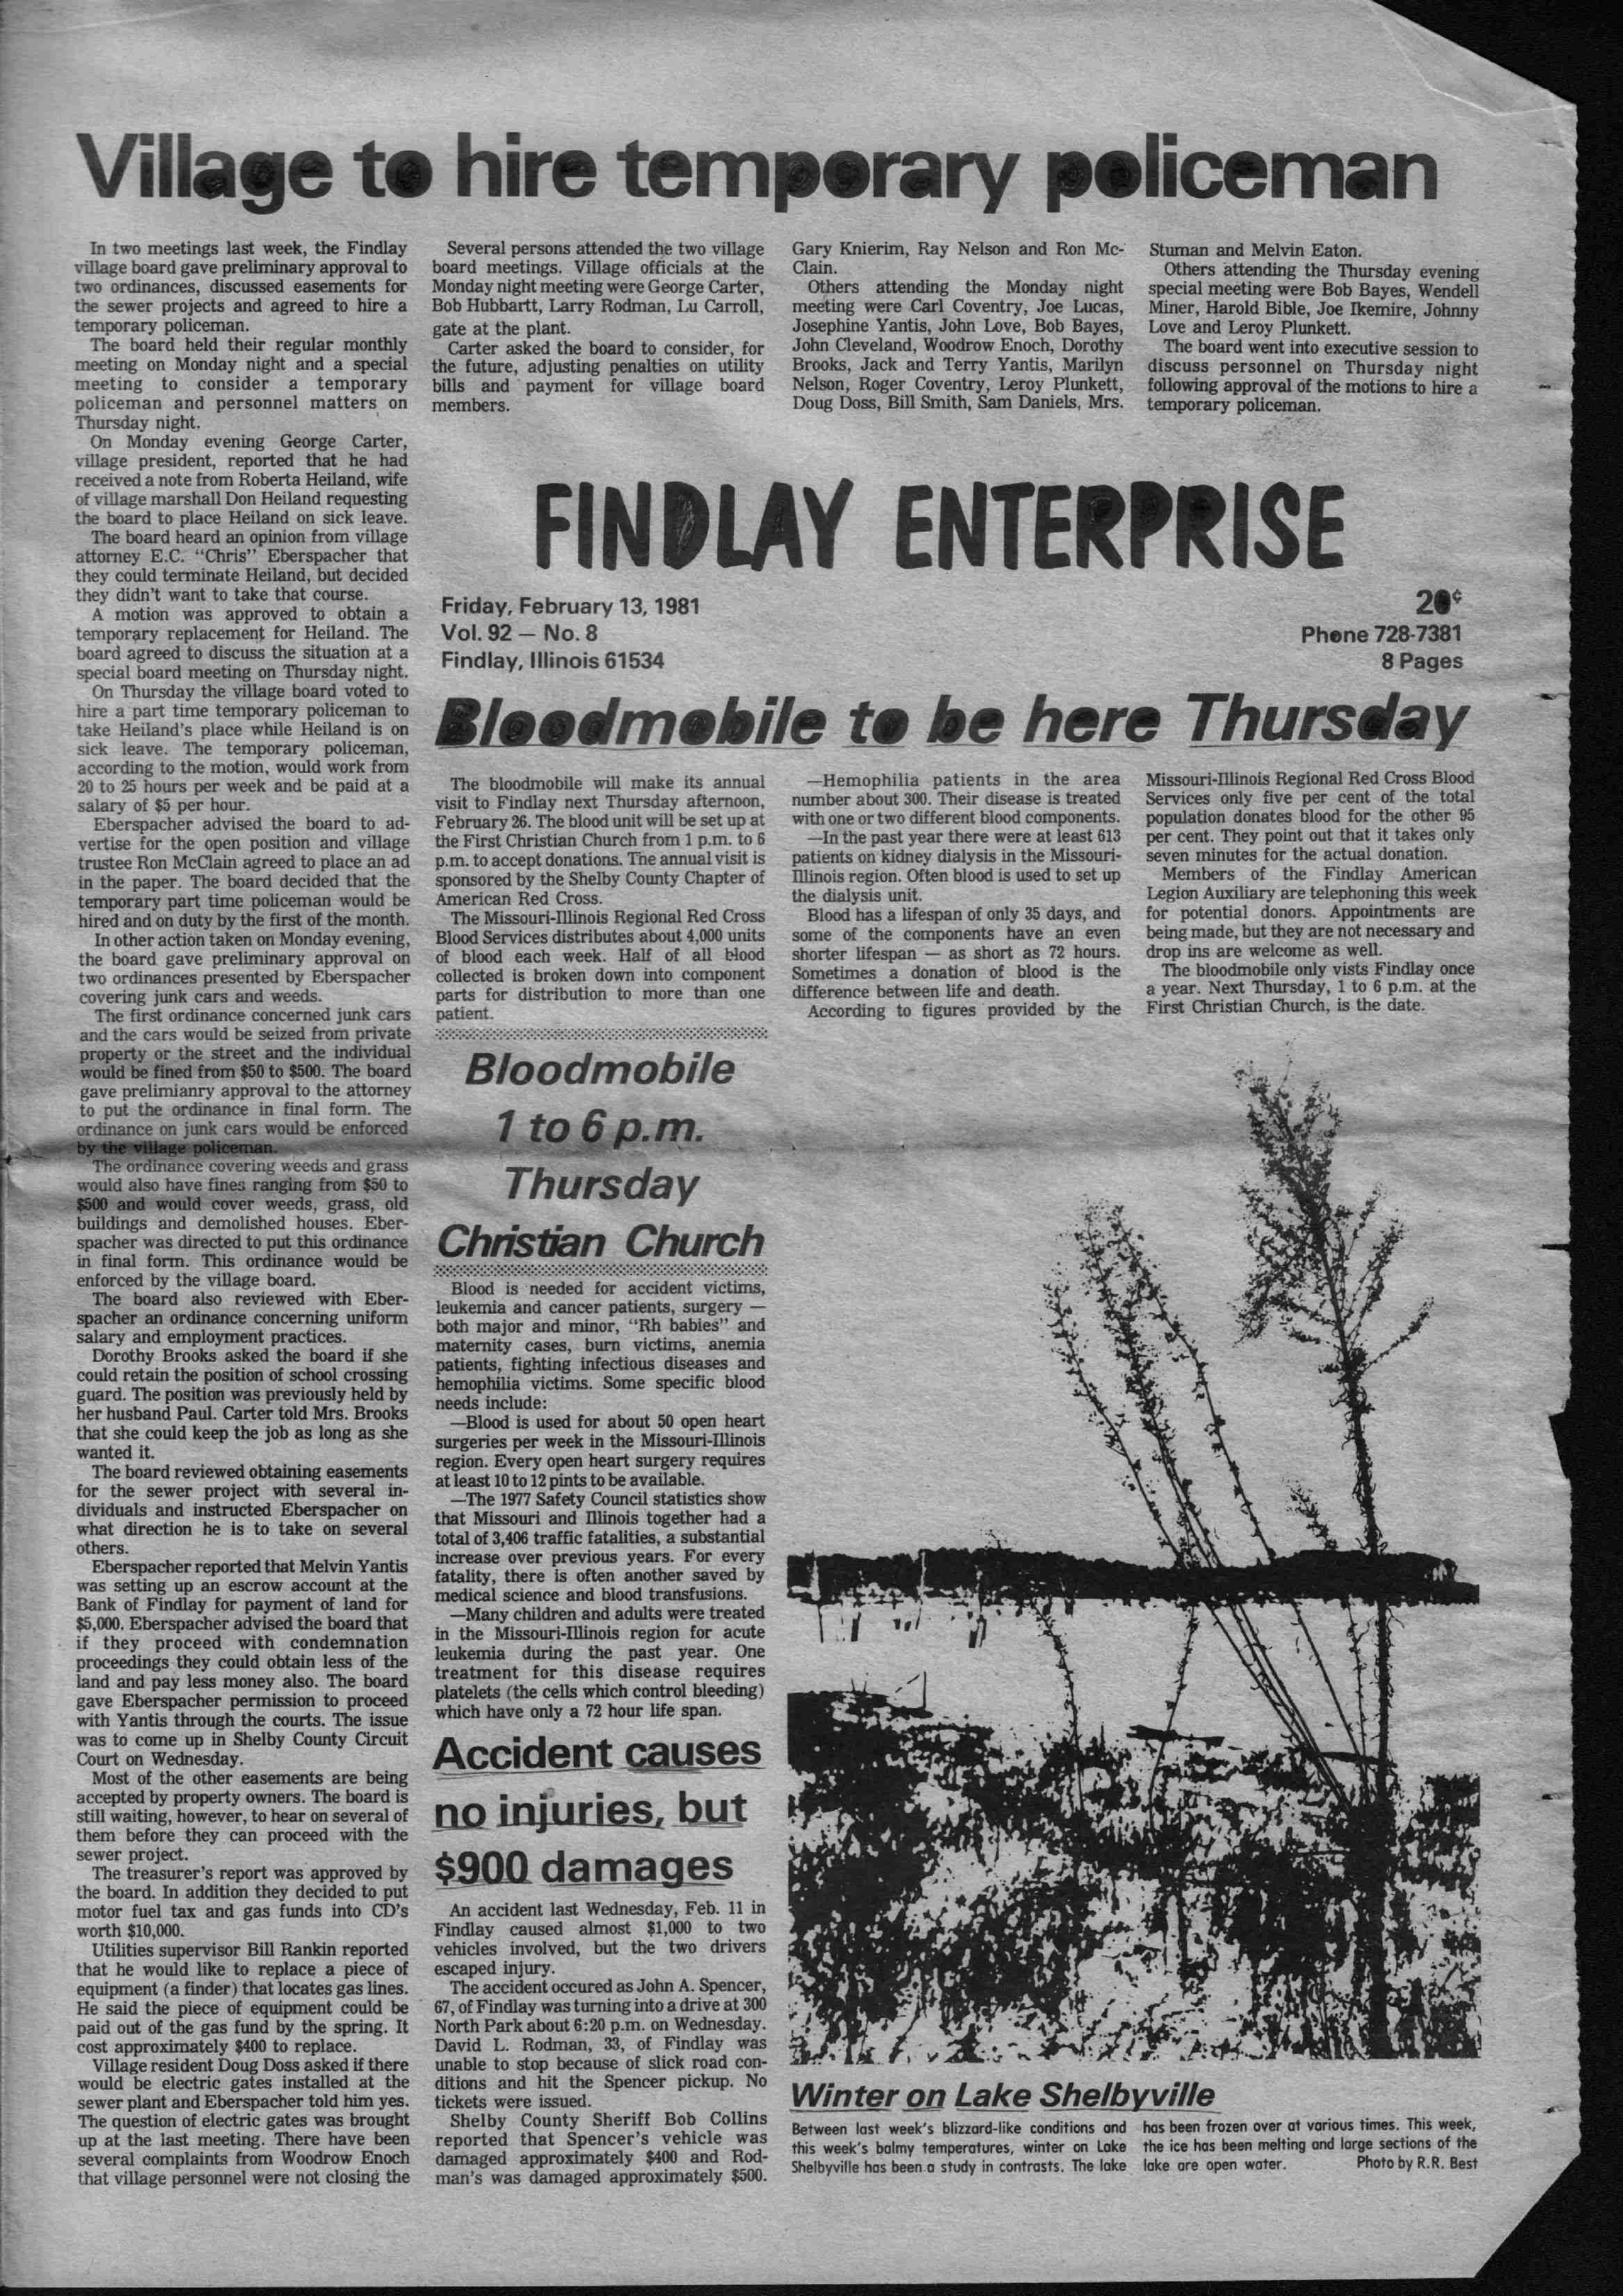 Village to hire temporary policeman
In two meetings last week, the Findlay
village board gave preliminary approval to
two ordinances, discussed easements for
the sewer projects and agreed to hire a
temporary policeman.
The board held their regular monthly
meeting on Monday night and a special
meeting to consider a temporary
policeman and personnel matters on
Thursday night.
On Monday evening George Carter,
village president, reported that he had
received a note from Roberta Heiland, wife
of village marshall Don Heiland requesting
the board to place Heiland on sick leave.
The board heard an opinion from village
attorney E.C. "Chris" Eberspacher that
they could terminate Heiland, but decided
they didn't want to take that course.
A motion was approved to obtain a
temporary replacement for Heiland. The
board agreed to discuss the situation at a
special board meeting on Thursday night.
On Thursday the village board voted to
hire a part time temporary policeman to
take Heiland's place while Heiland is on
sick leave. The temporary policeman,
according to the motion, would work from
20 to 25 hours per week and be paid at a
salary of $5 per hour.
Eberspacher advised the board to ad-
vertise for the open position and village
trustee Ron McClain agreed to place an ad
in the paper. The board decided that the
temporary part time policeman would be
hired and on duty by the first of the month.
In other action taken on Monday evening,
the board gave preliminary approval on
two ordinances presented by Eberspacher
covering junk cars and weeds.
The first ordinance concerned junk cars
and the cars would be seized from private
property or the street and the individual
would be fined from $50 to $500. The board
gave prelimianry approval to the attorney
to put the ordinance in final form. The
ordinance on junk cars would be enforced
by the village policeman.
The ordinance covering weeds and grass
would also have fines ranging from $50 to
$500 and would cover weeds, grass, old
buildings and demolished houses. Eber-
spacher was directed to put this ordinance
in final form. This ordinance would be
enforced by the village board.
The board also reviewed with Eber-
spacher an ordinance concerning uniform
salary and employment practices.
Dorothy Brooks asked the board if she
could retain the position of school crossing
guard. The position was previously held by
her husband Paul. Carter told Mrs. Brooks
that she could keep the job as long as she
wanted it.
The board reviewed obtaining easements
for the sewer project with several in-
dividuals and instructed Eberspacher on
what direction he is to take on several
others.
Eberspacher reported that Melvin Yantis
was setting up an escrow account at the
Bank of Findlay for payment of land for
$5,000. Eberspacher advised the board that
if they proceed with condemnation
proceedings they could obtain less of the
land and pay less money also. The board
gave Eberspacher permission to proceed
with Yantis through the courts. The issue
was to come up in Shelby County Circuit
Court on Wednesday.
Most of the other easements are being
accepted by property owners. The board is
still waiting, however, to hear on several of
them before they can proceed with the
sewer project.
The treasurer's report was approved by
the board. In addition they decided to put
motor fuel tax and gas funds into CD's
worth $10,000.
Utilities supervisor Bill Rankin reported
that he would like to replace a piece of
equipment (a finder) that locates gas lines.
He said the piece of equipment could be
paid out of the gas fund by the spring. It
cost approximately $400 to replace.
Village resident Doug Doss asked if there
would be electric gates installed at the
sewer plant and Eberspacher told him yes.
The question of electric gates was brought
up at the last meeting. There have been
several complaints from Woodrow Enoch
that village personnel were not closing the
Several persons attended the two village
board meetings. Village officials at the
Monday night meeting were George Carter,
Bob Hubbartt, Larry Rodman, Lu Carroll,
gate at the plant.
Carter asked the board to consider, for
the future, adjusting penalties on utility
bills and payment for village board
members.
Gary Knierim, Ray Nelson and Ron Mc-
Clain.
Others attending the Monday night
meeting were Carl Coventry, Joe Lucas,
Josephine Yantis, John Love, Bob Bayes,
John Cleveland, Woodrow Enoch, Dorothy
Brooks, Jack and Terry Yantis, Marilyn
Nelson, Roger Coventry, Leroy Plunkett,
Doug Doss, Bill Smith, Sam Daniels, Mrs.
Stuman and Melvin Eaton.
Others attending the Thursday evening
special meeting were Bob Bayes, Wendell
Miner, Harold Bible, Joe Ikemire, Johnny
Love and Leroy Plunkett.
The board went into executive session to
discuss personnel on Thursday night
following approval of the motions to hire a
temporary policeman.
FINDLAY ENTERPRISE
Friday, February 13, 1981
Vol. 92 — No. 8
Findlay, Illinois 61534
20¢
Phone 728-7381
8 Pages
Bloodmobile to be here Thursday
The bloodmobile will make its annual
visit to Findlay next Thursday afternoon,
February 26. The blood unit will be set up at
the First Christian Church from 1 p.m. to 6
p.m. to accept donations. The annual visit is
sponsored by the Shelby County Chapter of
American Red Cross.
The Missouri-Illinois Regional Red Cross
Blood Services distributes about 4,000 units
of blood each week. Half of all blood
collected is broken down into component
parts for distribution to more than one
patient.
Bloodmobile
1 to 6 p.m.
Thursday
Christian Church
Blood is needed for accident victims,
leukemia and cancer patients, surgery —
both major and minor, "Rh babies" and
maternity cases, burn victims, anemia
patients, fighting infectious diseases and
hemophilia victims. Some specific blood
needs include:
—Blood is used for about 50 open heart
surgeries per week in the Missouri-Illinois
region. Every open heart surgery requires
at least 10 to 12 pints to be available.
—The 1977 Safety Council statistics show
that Missouri and Illinois together had a
total of 3,406 traffic fatalities, a substantial
increase over previous years. For every
fatality, there is often another saved by
medical science and blood transfusions.
—Many children and adults were treated
in the Missouri-Illinois region for acute
leukemia during the past year. One
treatment for this disease requires
platelets (the cells which control bleeding)
which have only a 72 hour life span.
—Hemophilia patients in the area
number about 300. Their disease is treated
with one or two different blood components.
—In the past year there were at least 613
patients on kidney dialysis in the Missouri-
Illinois region. Often blood is used to set up
the dialysis unit.
Blood has a lifespan of only 35 days, and
some of the components have an even
shorter lifespan — as short as 72 hours.
Sometimes a donation of blood is the
difference between life and death.
According to figures provided by the
Missouri-Illinois Regional Red Cross Blood
Services only five per cent of the total
population donates blood for the other 95
per cent. They point out that it takes only
seven minutes for the actual donation.
Members of the Findlay American
Legion Auxiliary are telephoning this week
for potential donors. Appointments are
being made, but they are not necessary and
drop ins are welcome as well.
The bloodmobile only vists Findlay once
a year. Next Thursday, 1 to 6 p.m. at the
First Christian Church, is the date.
Accident causes
no injuries, but
$900 damages
An accident last Wednesday, Feb. 11 in
Findlay caused almost $1,000 to two
vehicles involved, but the two drivers
escaped injury.
The accident occured as John A. Spencer,
67, of Findlay was turning into a drive at 300
North Park about 6:20 p.m. on Wednesday.
David L. Rodman, 33, of Findlay was
unable to stop because of slick road con-
ditions and hit the Spencer pickup. No
tickets were issued.
Shelby County Sheriff Bob Collins
reported that Spencer's vehicle was
damaged approximately $400 and Rod-
man's was damaged approximately $500.
Winter on Lake Shelbyville
Between last week's blizzard-like conditions and
this week's balmy temperatures, winter on Lake
Shelbyville has been a study in contrasts. The lake
has been frozen over at various times. This week,
the ice has been melting and large sections of the
lake are open water. Photo by R.R. Best